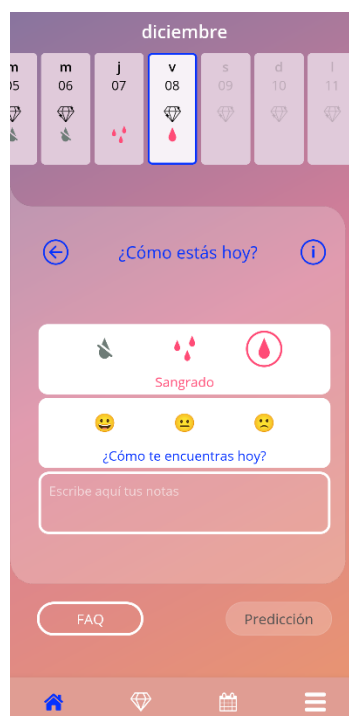 diciembre
m m j v s d l
05 06 07 08 09 10 11
¿Cómo estás hoy?
Sangrado
¿Cómo te encuentras hoy?
Escribe aquí tus notas
FAQ Predicción